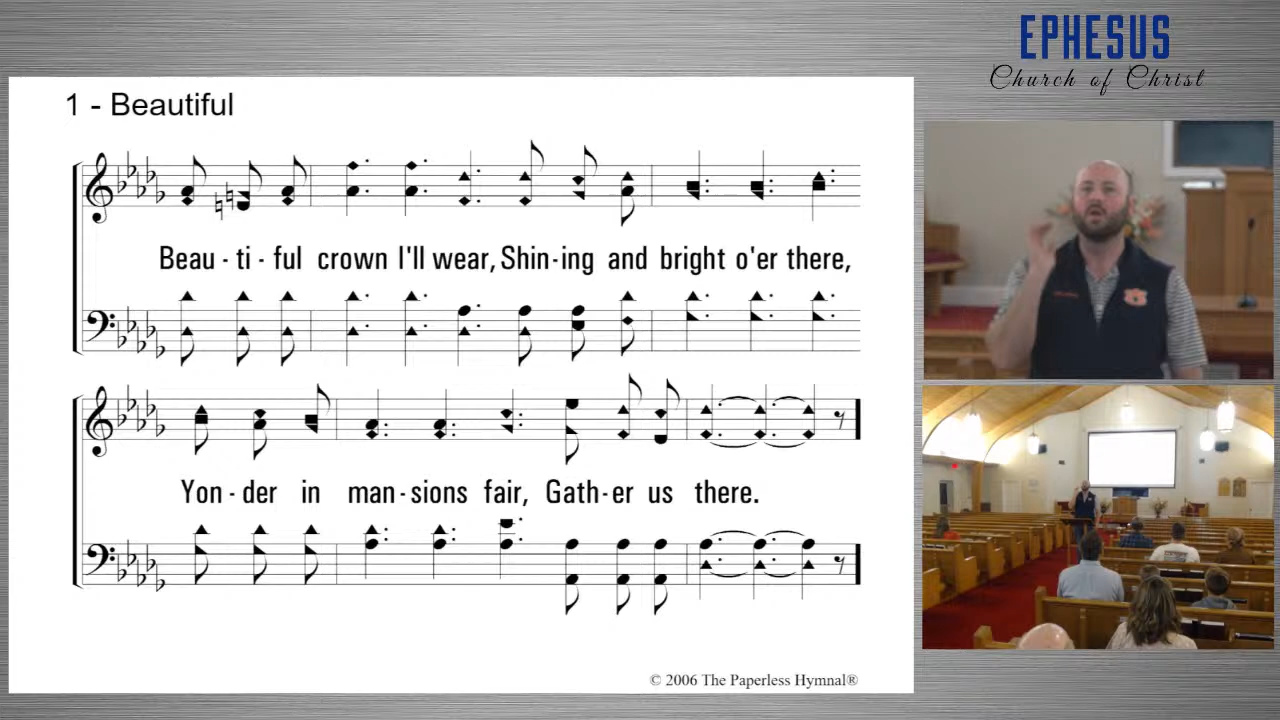 EPHESUS
Church of Christ
1 - Beautiful
Beau - ti - ful crown I'll wear, Shin - ing and bright o'er there,
Yon - der in man - sions fair, Gath - er us there.
© 2006 The Paperless Hymnal®